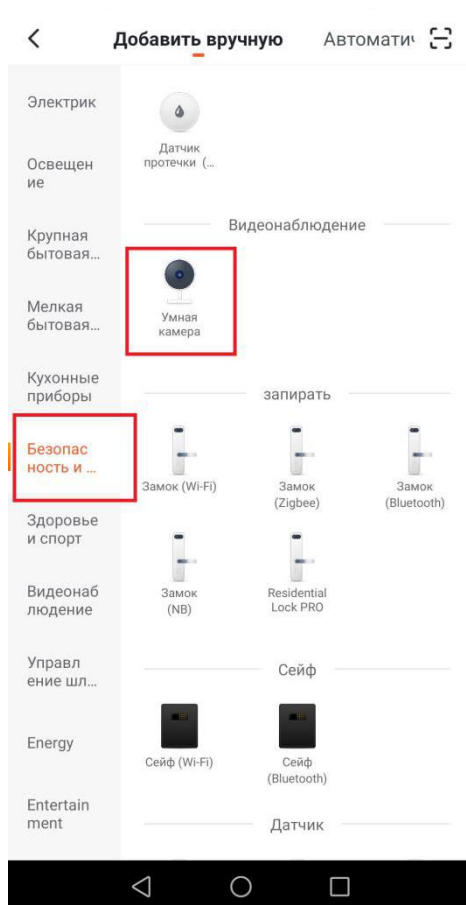 Добавить вручную
Автомати
Электрик
Освещен
ие
Крупная
бытовая...
Мелкая
бытовая...
Кухонные
приборы
Безопас
ность и ...
Здоровье
и спорт
Видеонаб
людение
Управл
ение шл...
Energy
Entertain
ment
Датчик
протечки (...
Видеонаблюдение
Умная
камера
запирать
Замок (Wi-Fi)
Замок
(Zigbee)
Замок
(Bluetooth)
Замок
(NB)
Residential
Lock PRO
Сейф
Сейф (Wi-Fi)
Сейф
(Bluetooth)
Датчик